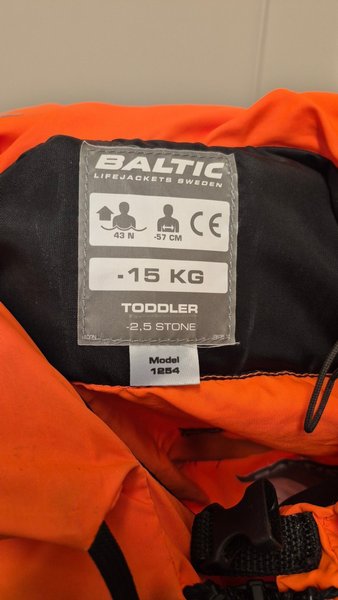 BALTIC
LIFEJACKETS SWEDEN
43 N
-57 CM
CE
-15 KG
TODDLER
-2,5 STONE
Model
1254